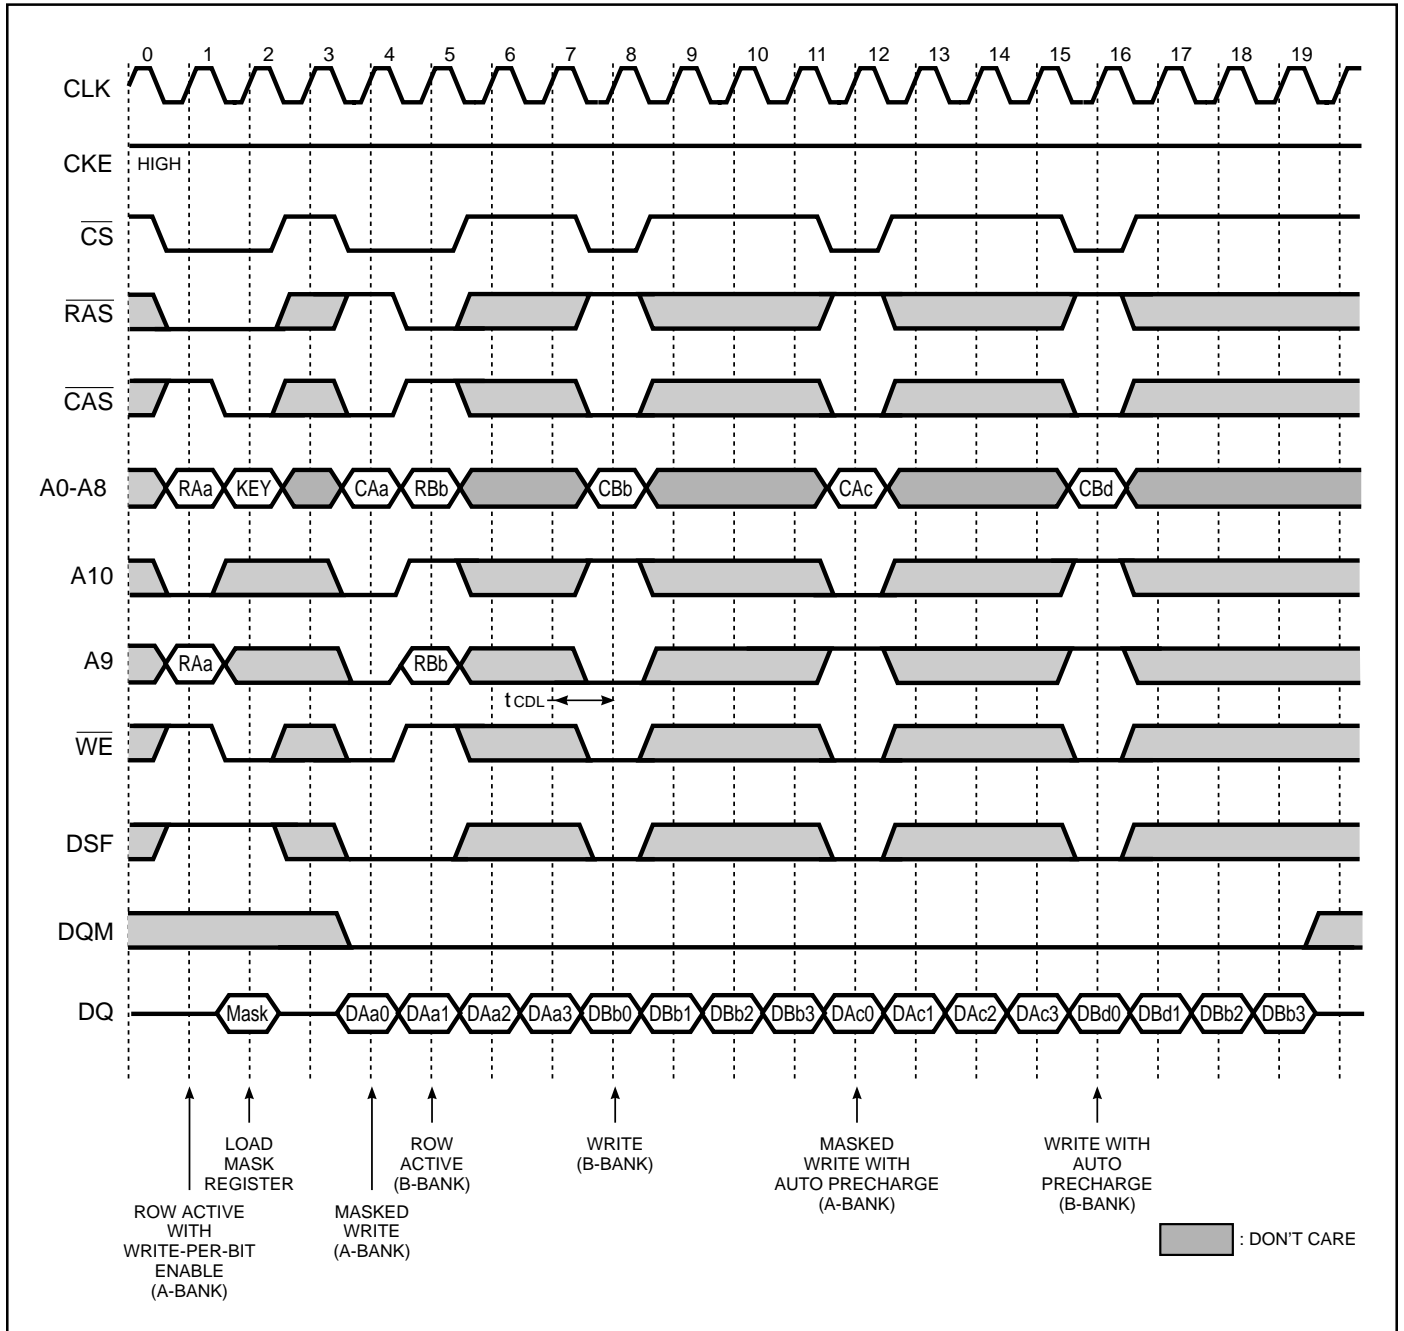 0 1 2 3 4 5 6 7 8 9 10 11 12 13 14 15 16 17 18 19
CLK
CKE HIGH
CS
RAS
CAS
A0-A8 RAa KEY CAa RBb CBb CAc CBd
A10
A9 RAa RBb
tCDL
WE
DSF
DQM
DQ Mask DAa0 DAa1 DAa2 DAa3 DBb0 DBb1 DBb2 DBb3 DAc0 DAc1 DAc2 DAc3 DBd0 DBd1 DBb2 DBb3
LOAD
MASK
REGISTER
ROW
ACTIVE
(B-BANK)
WRITE
(B-BANK)
MASKED
WRITE WITH
AUTO PRECHARGE
(A-BANK)
WRITE WITH
AUTO
PRECHARGE
(B-BANK)
ROW ACTIVE
WITH
WRITE-PER-BIT
ENABLE
(A-BANK)
MASKED
WRITE
(A-BANK)
: DON'T CARE